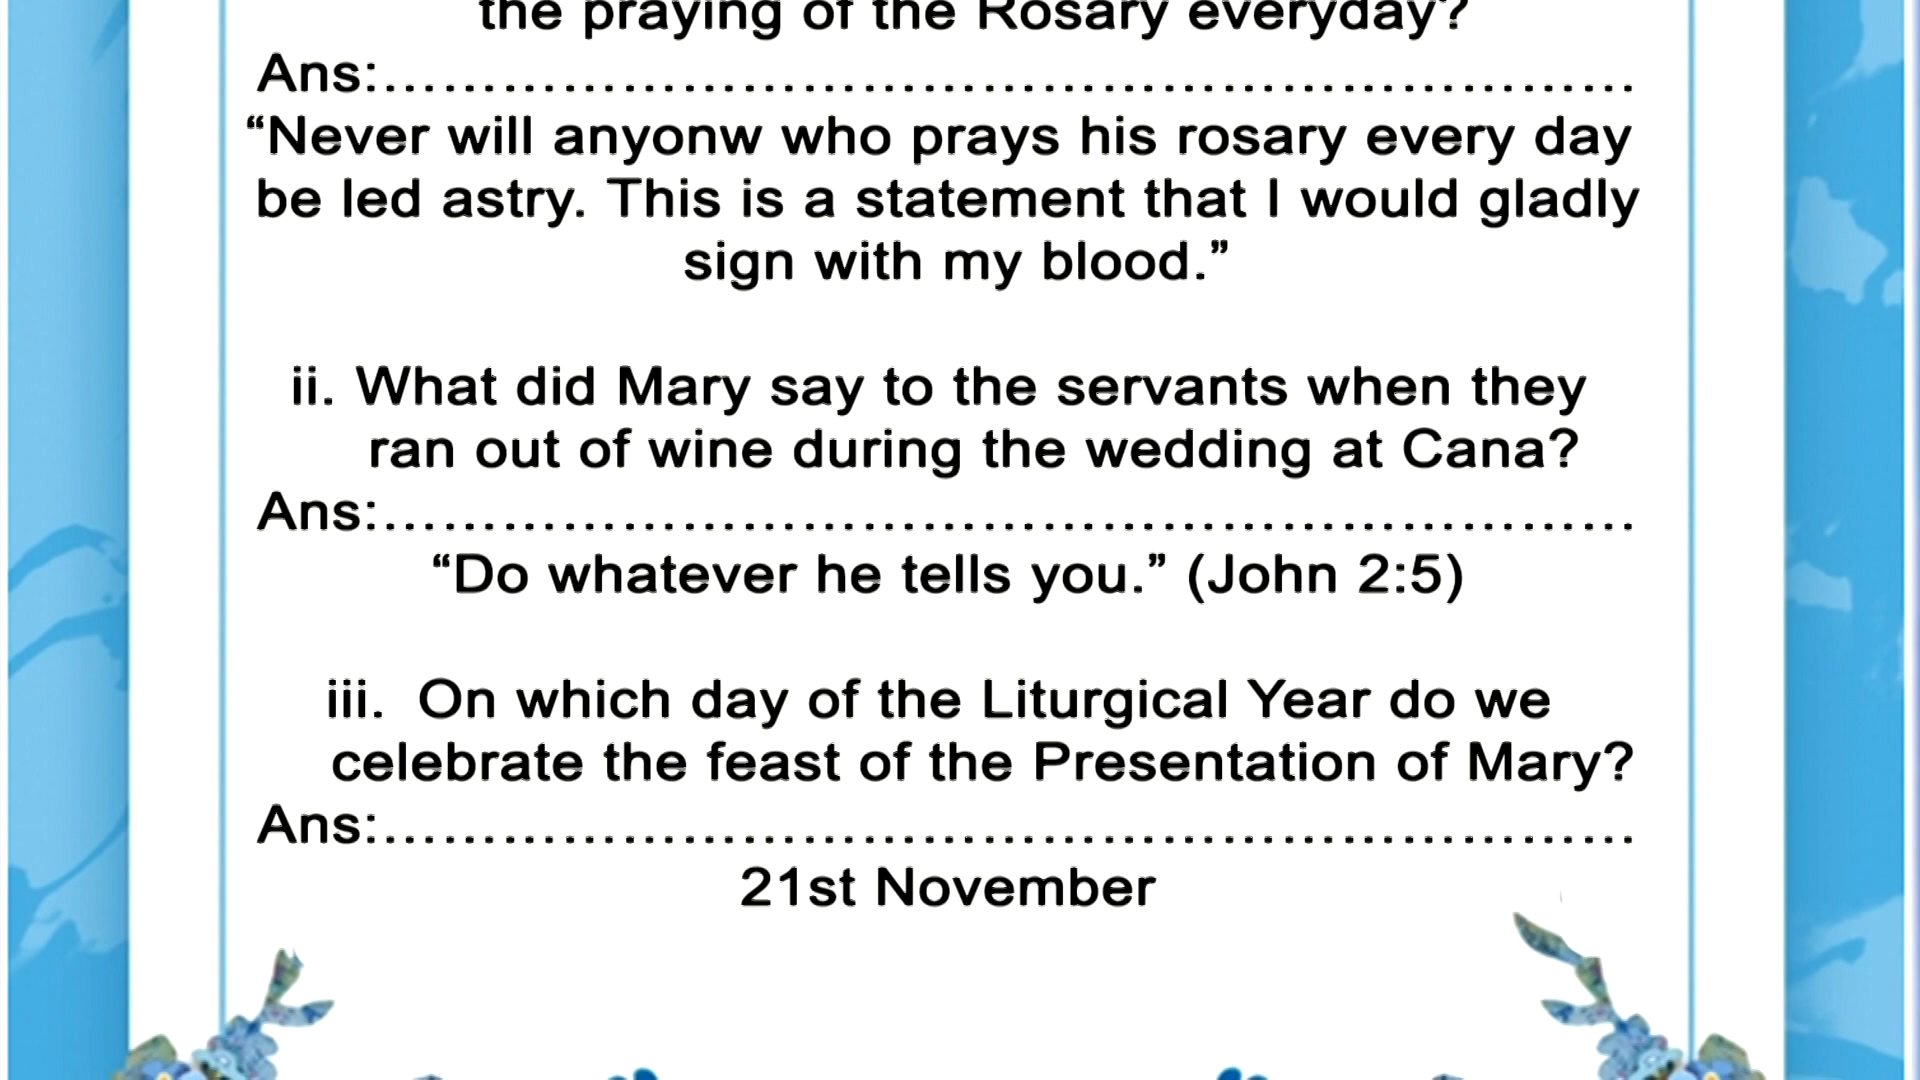 the praying of the Rosary everyday?
Ans:..............................................................
“Never will anyonw who prays his rosary every day
be led astry. This is a statement that I would gladly
sign with my blood.”
ii. What did Mary say to the servants when they
ran out of wine during the wedding at Cana?
Ans:..............................................................
“Do whatever he tells you.” (John 2:5)
iii. On which day of the Liturgical Year do we
celebrate the feast of the Presentation of Mary?
Ans:..............................................................
21st November